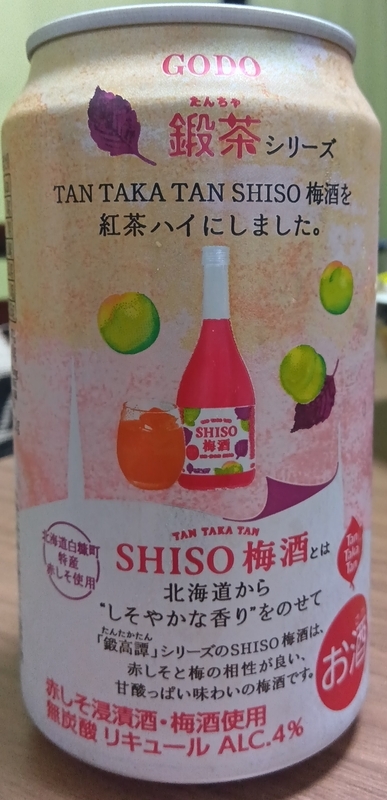 GODO
たんちゃ
鍛茶シリーズ
TAN TAKA TAN SHISO 梅酒を
紅茶ハイにしました。
SHISO
梅酒
北海道白糠町
特産
赤しそ使用
TAN TAKA TAN
SHISO 梅酒とは
北海道から
"しそやかな香り"をのせて
たんたかたん
「鍛高譚」シリーズのSHISO梅酒は、
赤しそと梅の相性が良い、
甘酸っぱい味わいの梅酒です。
Tan
Taka
Tan
お酒
赤しそ浸漬酒・梅酒使用
無炭酸 リキュール ALC.4%